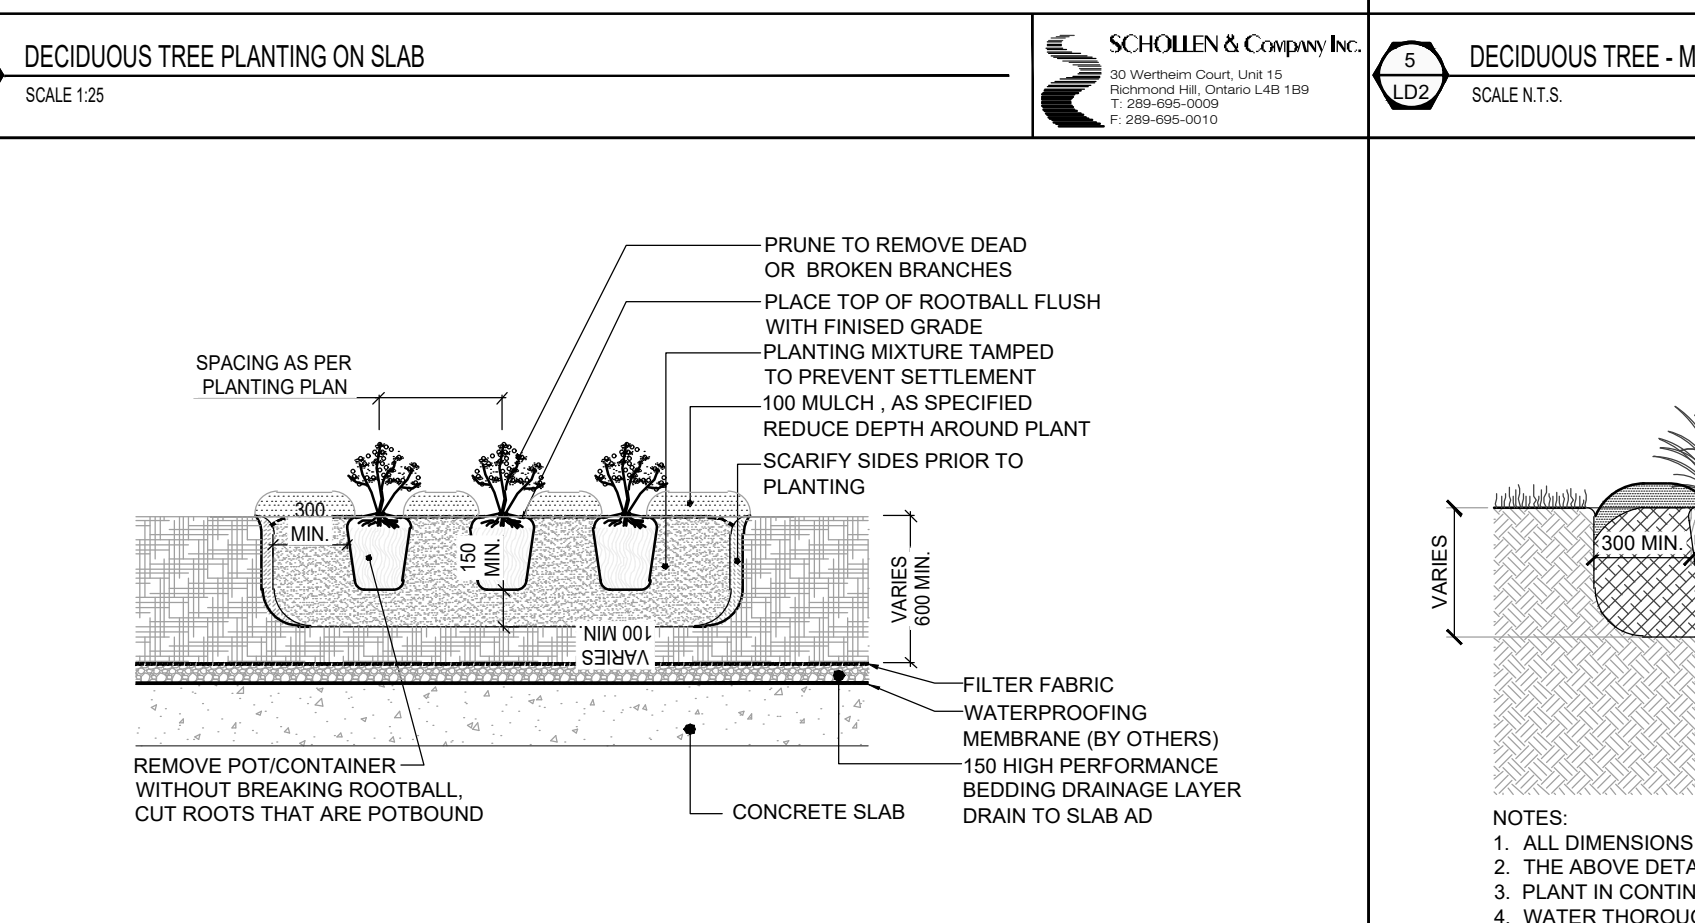 DECIDUOUS TREE PLANTING ON SLAB
SCALE 1:25
SCHOLLEN & Company Inc.
30 Wertheim Court, Unit 15
Richmond Hill, Ontario L4B 1B9
T: 289-695-0009
F: 289-695-0010
5
LD2
DECIDUOUS TREE - M
SCALE N.T.S.
PRUNE TO REMOVE DEAD
OR BROKEN BRANCHES
PLACE TOP OF ROOTBALL FLUSH
WITH FINISED GRADE
PLANTING MIXTURE TAMPED
TO PREVENT SETTLEMENT
100 MULCH , AS SPECIFIED
REDUCE DEPTH AROUND PLANT
SCARIFY SIDES PRIOR TO
PLANTING
SPACING AS PER
PLANTING PLAN
300
MIN.
150
MIN.
VARIES
600 MIN.
100 MIN.
VARIES
FILTER FABRIC
WATERPROOFING
MEMBRANE (BY OTHERS)
150 HIGH PERFORMANCE
BEDDING DRAINAGE LAYER
DRAIN TO SLAB AD
REMOVE POT/CONTAINER
WITHOUT BREAKING ROOTBALL,
CUT ROOTS THAT ARE POTBOUND
CONCRETE SLAB
VARIES
300 MIN.
NOTES:
1. ALL DIMENSIONS
2. THE ABOVE DETA
3. PLANT IN CONTIN
4. WATER THOROUG